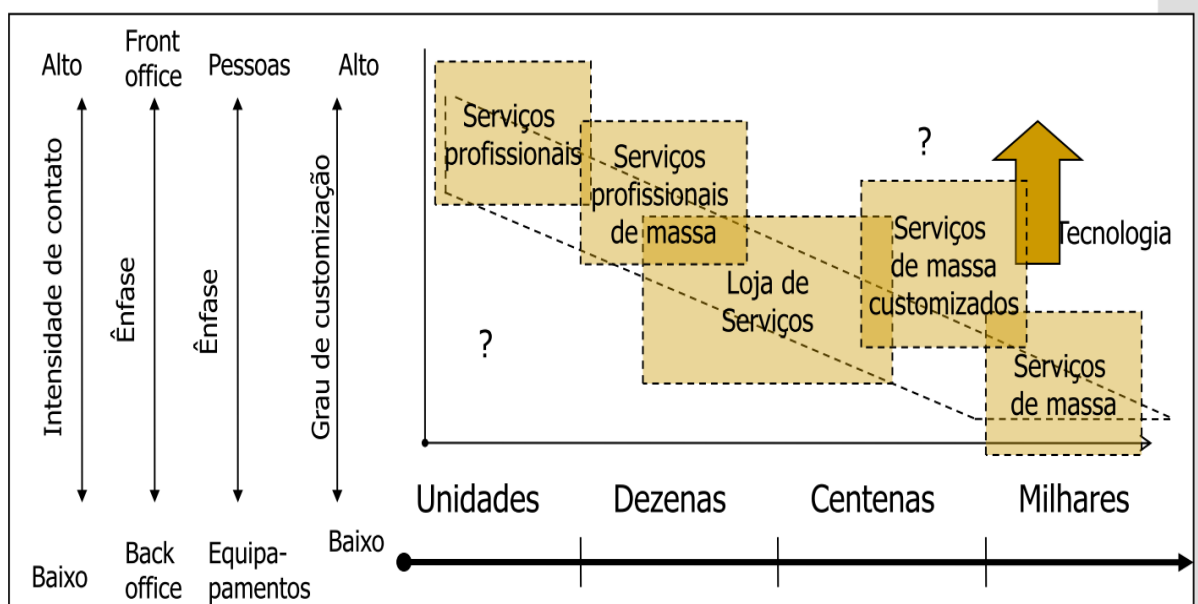 Alto
Front
office
Pessoas
Alto
Intensidade de contato
Ênfase
Ênfase
Grau de customização
Baixo
Back
office
Equipa-
pamentos
Baixo
Serviços
profissionais
Serviços
profissionais
de massa
Loja de
Serviços
?
Serviços
de massa
customizados
Tecnologia
?
Serviços
de massa
Unidades
Dezenas
Centenas
Milhares